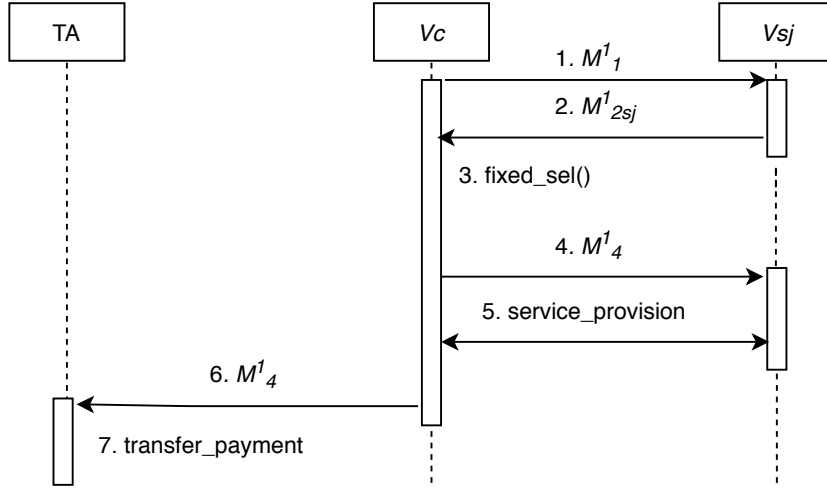 TA
Vc
Vsj
1. M¹₁
2. M¹₂sj
3. fixed_sel()
4. M¹₄
5. service_provision
6. M¹₄
7. transfer_payment